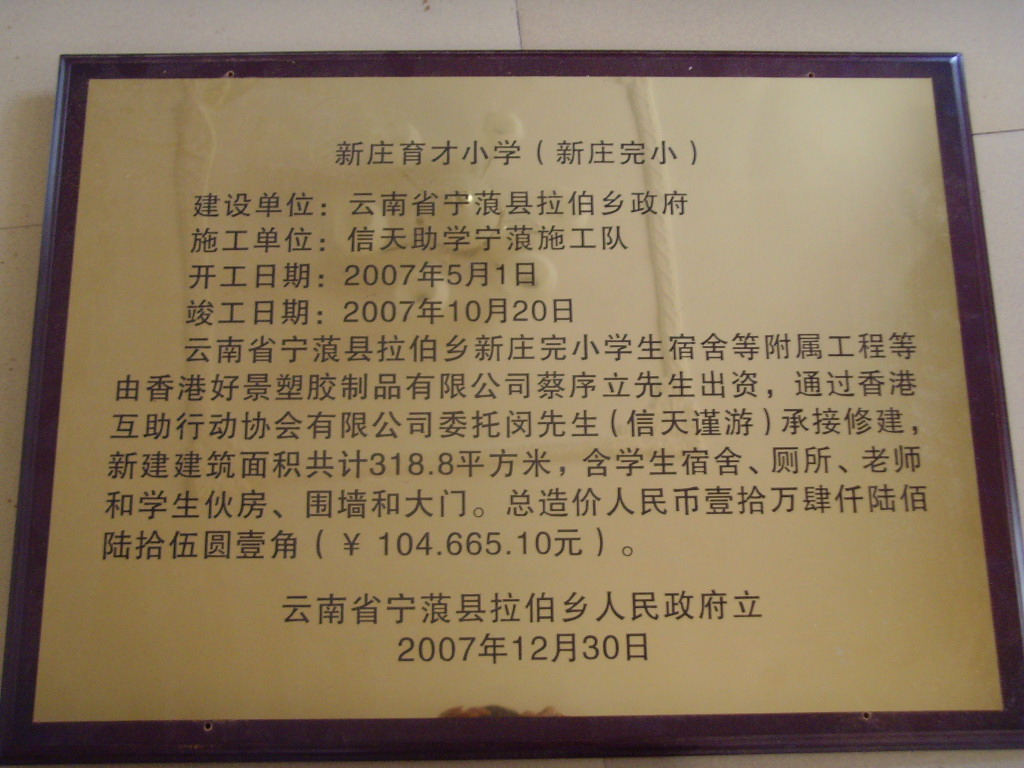 新庄育才小学（新庄完小）
建设单位：云南省宁蒗县拉伯乡政府
施工单位：信天助学宁蒗施工队
开工日期：2007年5月1日
竣工日期：2007年10月20日
云南省宁蒗县拉伯乡新庄完小学生宿舍等附属工程等
由香港好景塑胶制品有限公司蔡序立先生出资，通过香港
互助行动协会有限公司委托闵先生（信天谨游）承接修建，
新建建筑面积共计318.8平方米，含学生宿舍、厕所、老师
和学生伙房、围墙和大门。总造价人民币壹拾万肆仟陆佰
陆拾伍圆壹角（￥104.665.10元）。
云南省宁蒗县拉伯乡人民政府立
2007年12月30日